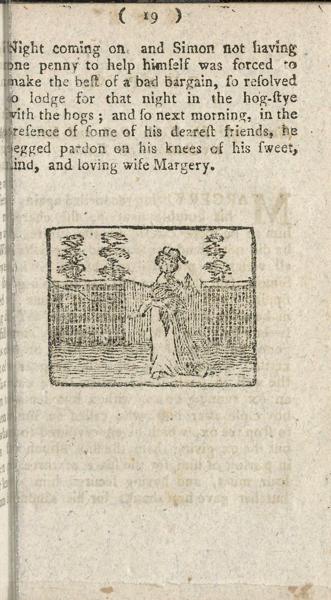 ( 19 )
Night coming on and Simon not having
one penny to help himself was forced to
make the beſt of a bad bargain, ſo reſolved
to lodge for that night in the hog-ſtye
with the hogs ; and ſo next morning, in the
preſence of ſome of his deareſt friends, he
begged pardon on his knees of his ſweet,
kind, and loving wife Margery.